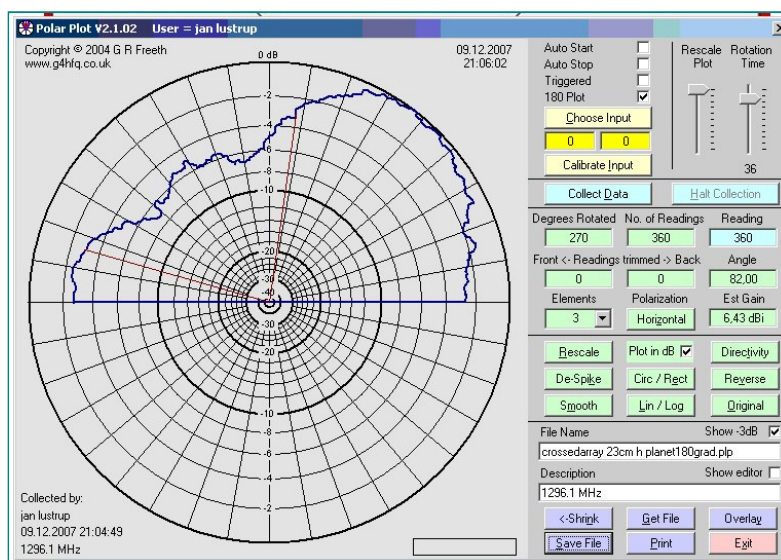 Polar Plot V2.1.02    User = jan lustrup
Copyright © 2004 G R Freeth
www.g4hfq.co.uk
0 dB
09.12.2007
21:06:02
-2
-4
-6
-10
-20
-30
-40
-30
-20
-10
-6
-4
-2
Collected by:
jan lustrup
09.12.2007 21:04:49
1296.1 MHz
Auto Start
Auto Stop
Triggered
180 Plot
Choose Input
0 0
Calibrate Input
Rescale Plot
Rotation Time
36
Collect Data
Halt Collection
Degrees Rotated No. of Readings Reading
270 360 360
Front <- Readings trimmed -> Back Angle
0 0 82,00
Elements Polarization Est Gain
3 Horizontal 6,43 dBi
Rescale Plot in dB Directivity
De-Spike Circ / Rect Reverse
Smooth Lin / Log Original
File Name Show -3dB
crossedarray 23cm h planet180grad.plp
Description Show editor
1296.1 MHz
<-Shrink Get File Overlay
Save File Print Exit